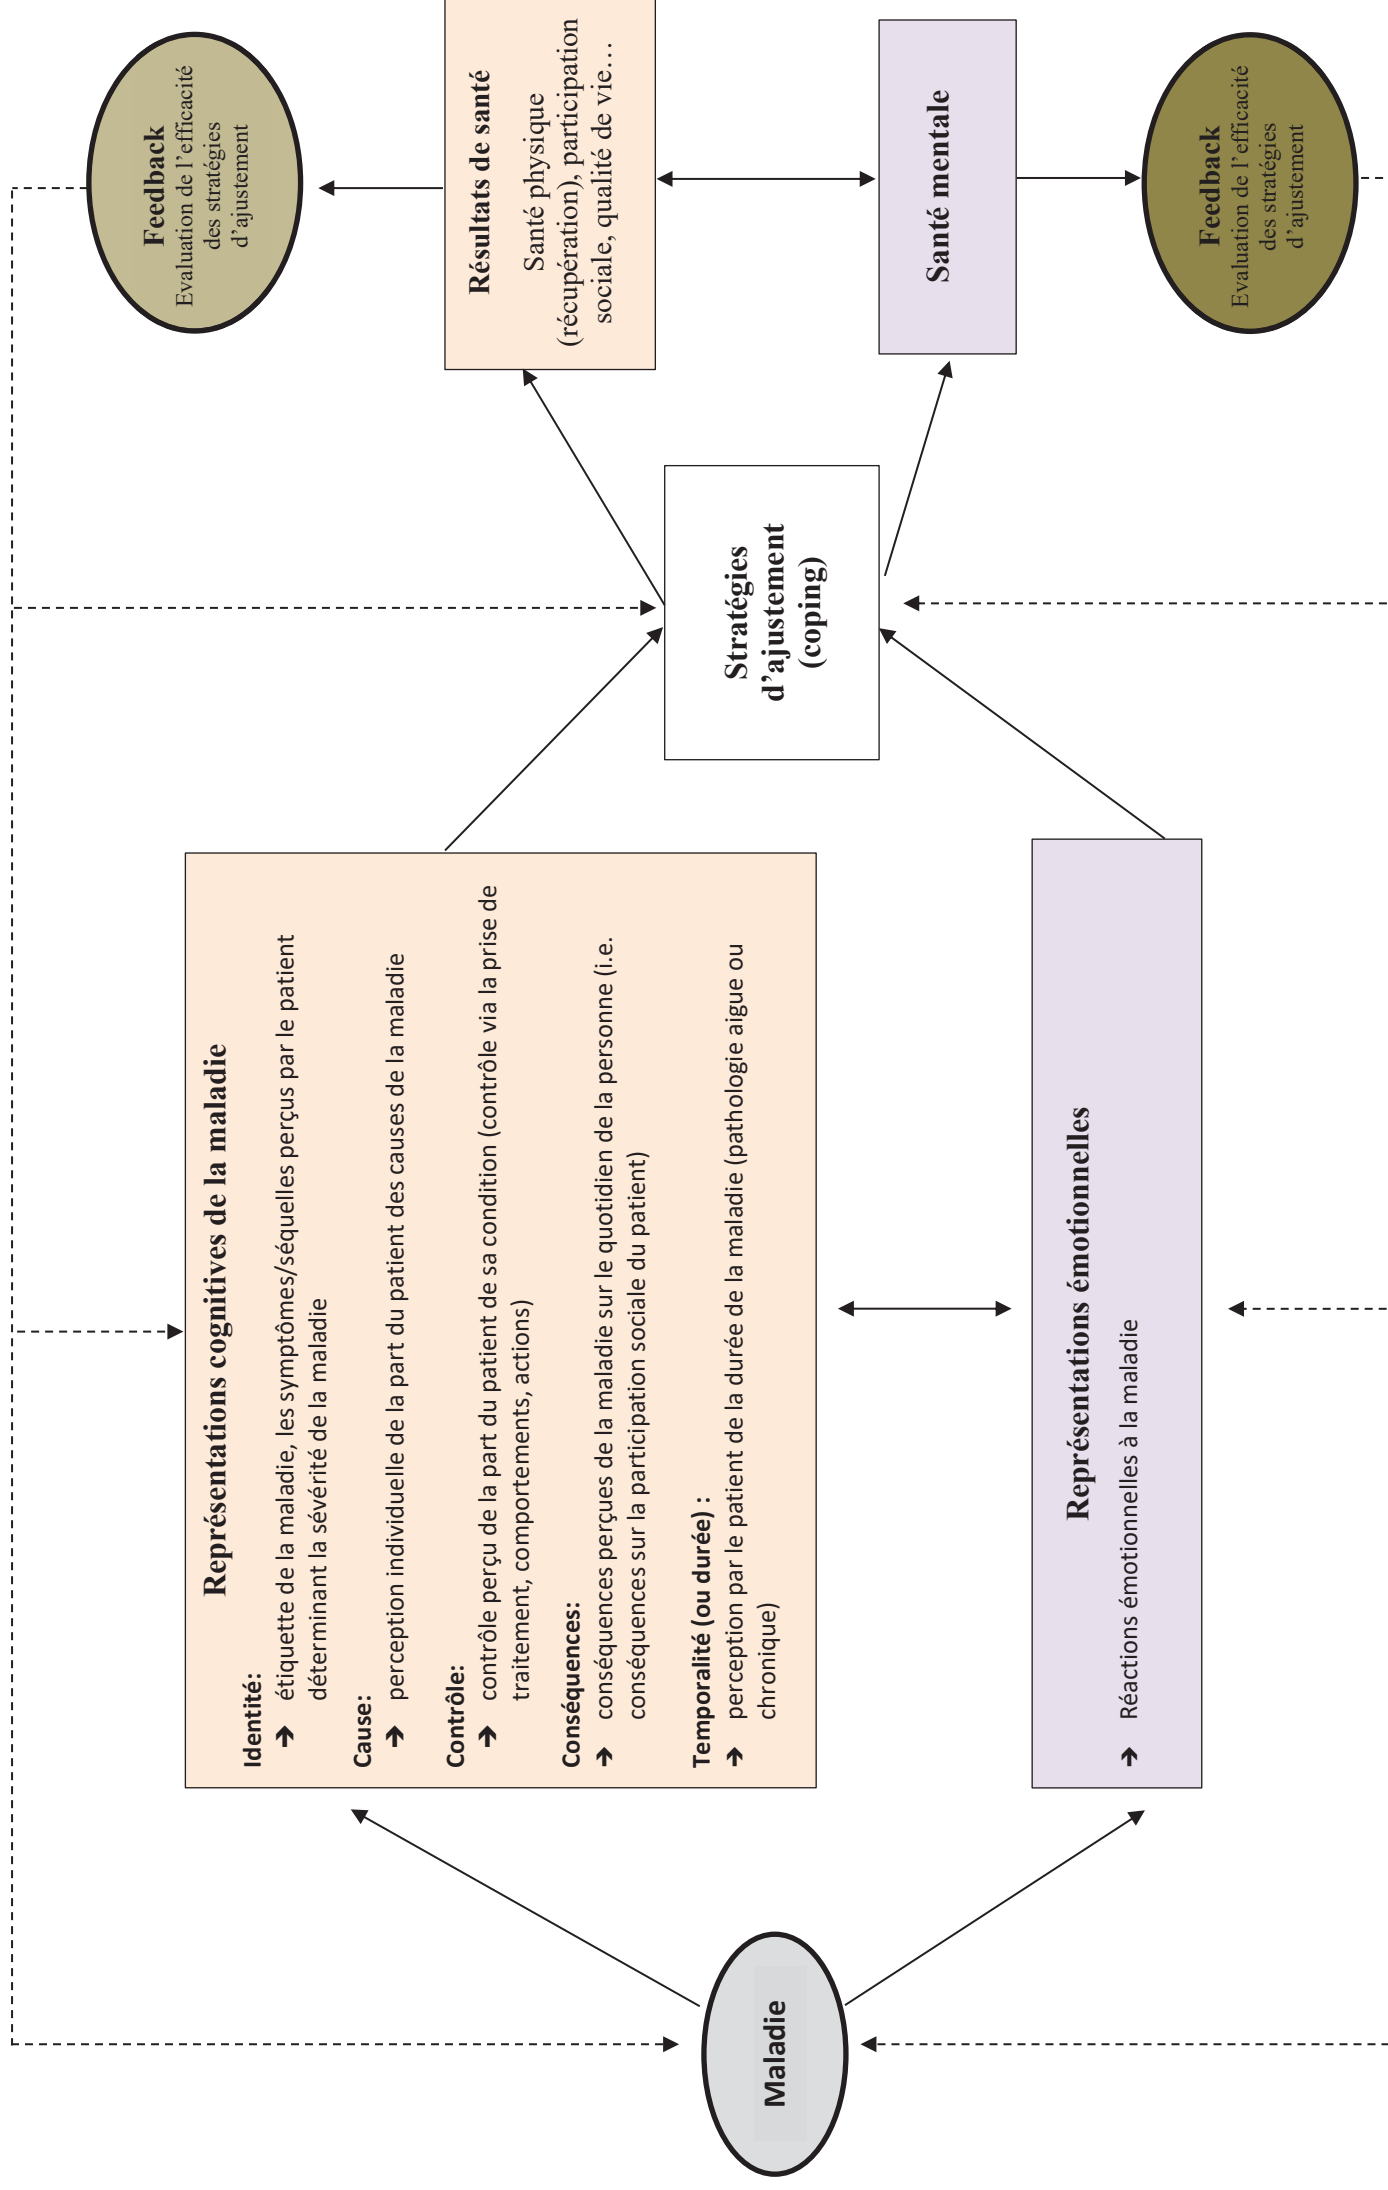 Maladie
Représentations cognitives de la maladie
Identité:
➔ étiquette de la maladie, les symptômes/séquelles perçus par le patient
déterminant la sévérité de la maladie
Cause:
➔ perception individuelle de la part du patient des causes de la maladie
Contrôle:
➔ contrôle perçu de la part du patient de sa condition (contrôle via la prise de
traitement, comportements, actions)
Conséquences:
➔ conséquences perçues de la maladie sur le quotidien de la personne (i.e.
conséquences sur la participation sociale du patient)
Temporalité (ou durée) :
➔ perception par le patient de la durée de la maladie (pathologie aigue ou
chronique)
Représentations émotionnelles
➔ Réactions émotionnelles à la maladie
Stratégies
d’ajustement
(coping)
Feedback
Evaluation de l’efficacité
des stratégies
d’ajustement
Résultats de santé
Santé physique
(récupération), participation
sociale, qualité de vie…
Santé mentale
Feedback
Evaluation de l’efficacité
des stratégies
d’ajustement